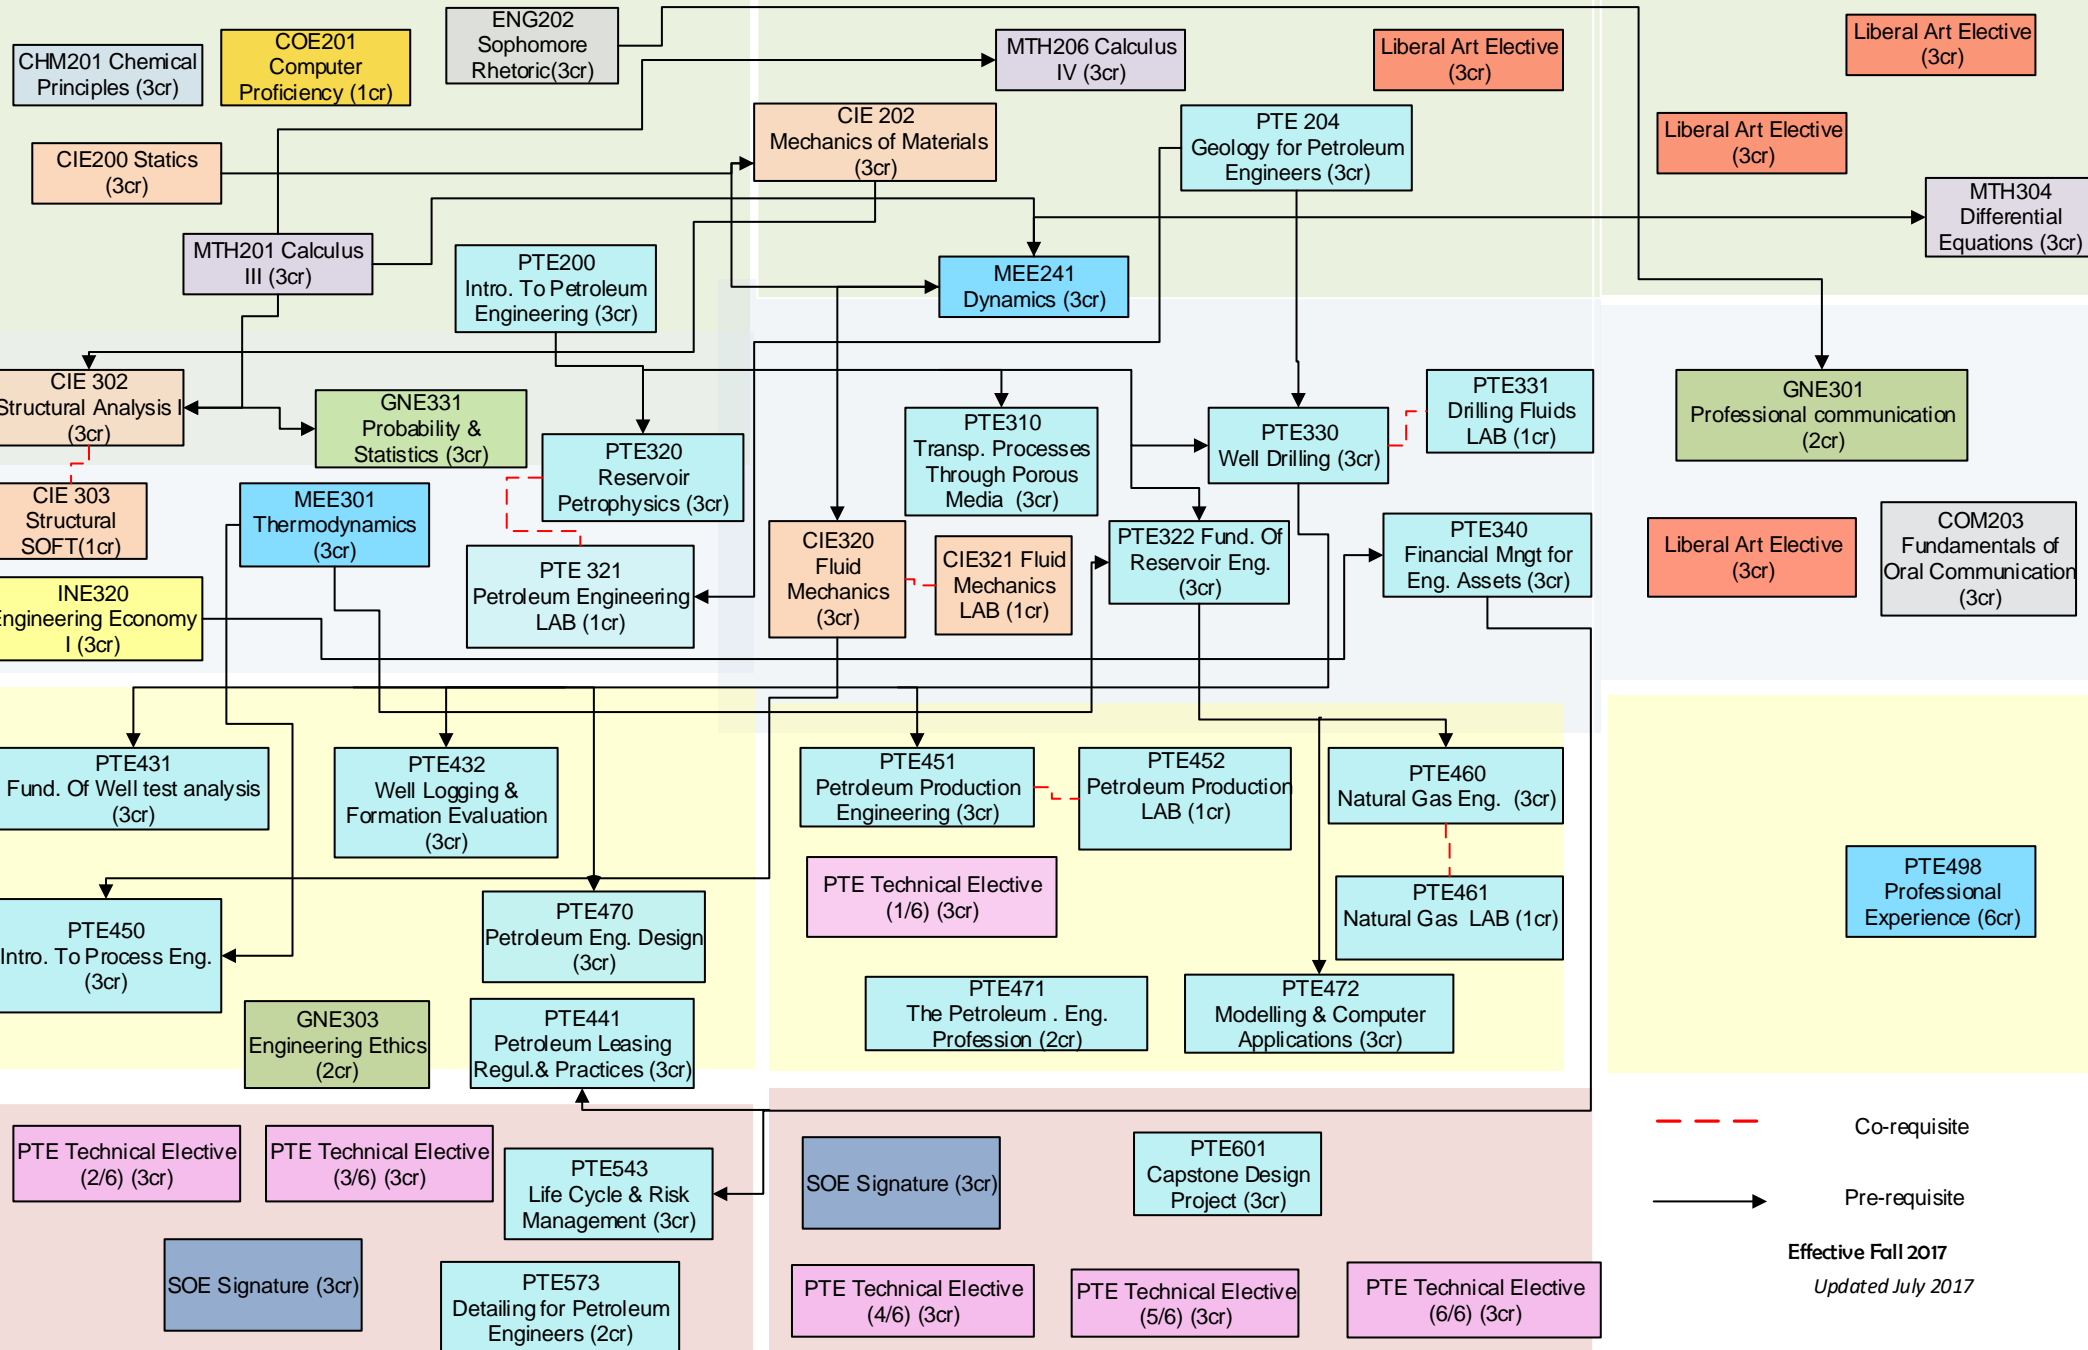 CHM201 Chemical
Principles (3cr)
COE201
Computer
Proficiency (1cr)
ENG202
Sophomore
Rhetoric(3cr)
MTH206 Calculus
IV (3cr)
Liberal Art Elective
(3cr)
Liberal Art Elective
(3cr)
CIE200 Statics
(3cr)
CIE 202
Mechanics of Materials
(3cr)
PTE 204
Geology for Petroleum
Engineers (3cr)
Liberal Art Elective
(3cr)
MTH304
Differential
Equations (3cr)
MTH201 Calculus
III (3cr)
PTE200
Intro. To Petroleum
Engineering (3cr)
MEE241
Dynamics (3cr)
CIE 302
Structural Analysis I
(3cr)
GNE331
Probability &
Statistics (3cr)
PTE320
Reservoir
Petrophysics (3cr)
PTE310
Transp. Processes
Through Porous
Media (3cr)
PTE330
Well Drilling (3cr)
PTE331
Drilling Fluids
LAB (1cr)
GNE301
Professional communication
(2cr)
CIE 303
Structural
SOFT(1cr)
MEE301
Thermodynamics
(3cr)
PTE 321
Petroleum Engineering
LAB (1cr)
CIE320
Fluid
Mechanics
(3cr)
CIE321 Fluid
Mechanics
LAB (1cr)
PTE322 Fund. Of
Reservoir Eng.
(3cr)
PTE340
Financial Mngt for
Eng. Assets (3cr)
Liberal Art Elective
(3cr)
COM203
Fundamentals of
Oral Communication
(3cr)
INE320
Engineering Economy
I (3cr)
PTE431
Fund. Of Well test analysis
(3cr)
PTE432
Well Logging &
Formation Evaluation
(3cr)
PTE451
Petroleum Production
Engineering (3cr)
PTE452
Petroleum Production
LAB (1cr)
PTE460
Natural Gas Eng. (3cr)
PTE Technical Elective
(1/6) (3cr)
PTE461
Natural Gas LAB (1cr)
PTE498
Professional
Experience (6cr)
PTE450
Intro. To Process Eng.
(3cr)
PTE470
Petroleum Eng. Design
(3cr)
PTE471
The Petroleum . Eng.
Profession (2cr)
PTE472
Modelling & Computer
Applications (3cr)
GNE303
Engineering Ethics
(2cr)
PTE441
Petroleum Leasing
Regul.& Practices (3cr)
PTE Technical Elective
(2/6) (3cr)
PTE Technical Elective
(3/6) (3cr)
PTE543
Life Cycle & Risk
Management (3cr)
SOE Signature (3cr)
PTE601
Capstone Design
Project (3cr)
Co-requisite
Pre-requisite
Effective Fall 2017
Updated July 2017
SOE Signature (3cr)
PTE573
Detailing for Petroleum
Engineers (2cr)
PTE Technical Elective
(4/6) (3cr)
PTE Technical Elective
(5/6) (3cr)
PTE Technical Elective
(6/6) (3cr)